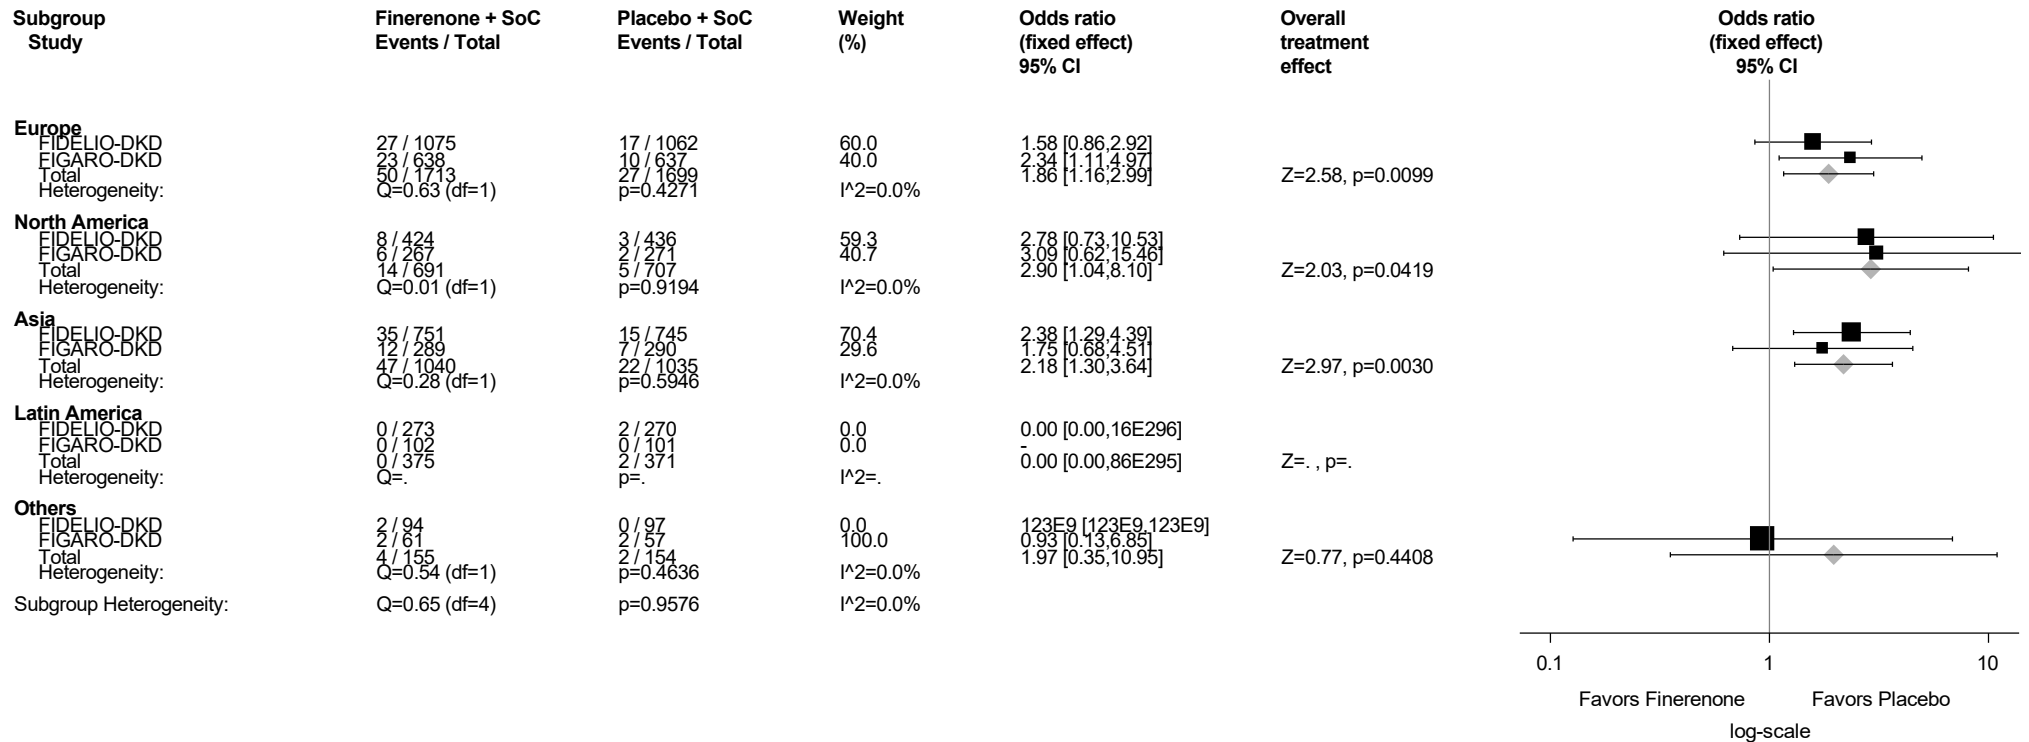 Subgroup Finerenone + SoC Placebo + SoC Weight Odds ratio Overall Odds ratio
Study Events / Total Events / Total (%) (fixed effect) treatment (fixed effect)
95% CI effect 95% CI
Europe
FIDELIO-DKD 27 / 1075 17 / 1062 60.0 1.58 [0.86,2.92]
FIGARO-DKD 23 / 638 10 / 637 40.0 2.34 [1.11,4.97]
Total 50 / 1713 27 / 1699 1.86 [1.16,2.99] Z=2.58, p=0.0099
Heterogeneity: Q=0.63 (df=1) p=0.4271 I^2=0.0%
North America
FIDELIO-DKD 8 / 424 3 / 436 59.3 2.78 [0.73,10.53]
FIGARO-DKD 6 / 267 2 / 271 40.7 3.09 [0.62,15.46]
Total 14 / 691 5 / 707 2.90 [1.04,8.10] Z=2.03, p=0.0419
Heterogeneity: Q=0.01 (df=1) p=0.9194 I^2=0.0%
Asia
FIDELIO-DKD 35 / 751 15 / 745 70.4 2.38 [1.29,4.39]
FIGARO-DKD 12 / 289 7 / 290 29.6 1.75 [0.68,4.51]
Total 47 / 1040 22 / 1035 2.18 [1.30,3.64] Z=2.97, p=0.0030
Heterogeneity: Q=0.28 (df=1) p=0.5946 I^2=0.0%
Latin America
FIDELIO-DKD 0 / 273 2 / 270 0.0 0.00 [0.00,16E296]
FIGARO-DKD 0 / 102 0 / 101 0.0 -
Total 0 / 375 2 / 371 0.00 [0.00,86E295] Z=. , p=.
Heterogeneity: Q=. p=. I^2=.
Others
FIDELIO-DKD 2 / 94 0 / 97 0.0 123E9 [123E9,123E9]
FIGARO-DKD 2 / 61 2 / 57 100.0 0.93 [0.13,6.85]
Total 4 / 155 2 / 154 1.97 [0.35,10.95] Z=0.77, p=0.4408
Heterogeneity: Q=0.54 (df=1) p=0.4636 I^2=0.0%
Subgroup Heterogeneity: Q=0.65 (df=4) p=0.9576 I^2=0.0%
0.1 1 10
Favors Finerenone Favors Placebo
log-scale